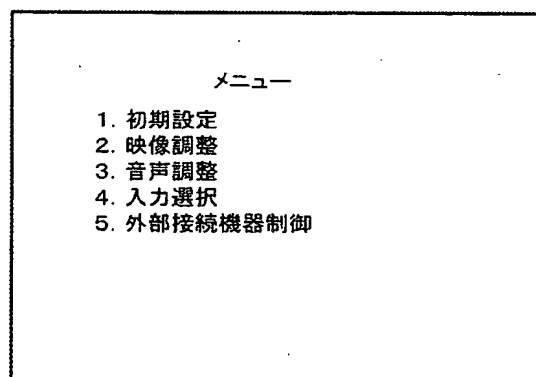 メニュー
1. 初期設定
2. 映像調整
3. 音声調整
4. 入力選択
5. 外部接続機器制御